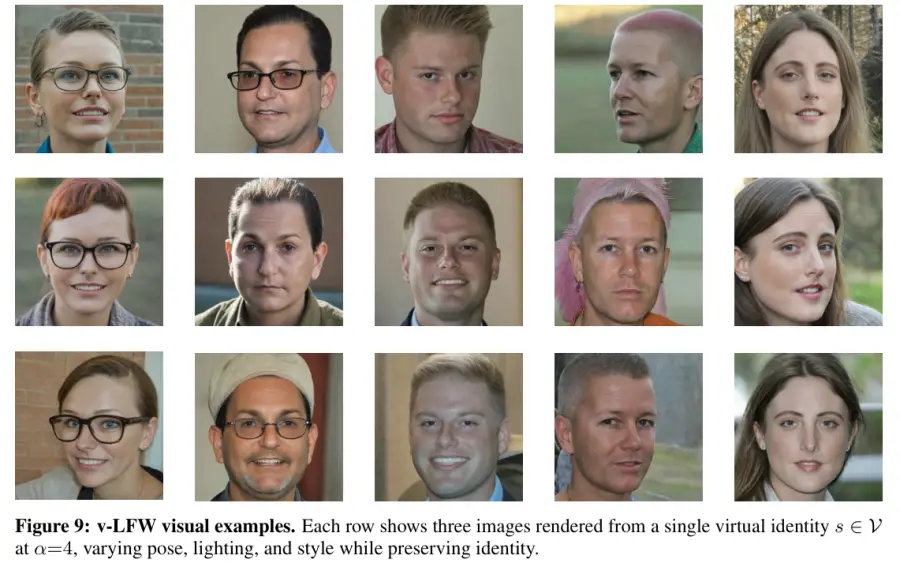 Figure 9: v-LFW visual examples. Each row shows three images rendered from a single virtual identity s ∈ 𝒱
at α=4, varying pose, lighting, and style while preserving identity.